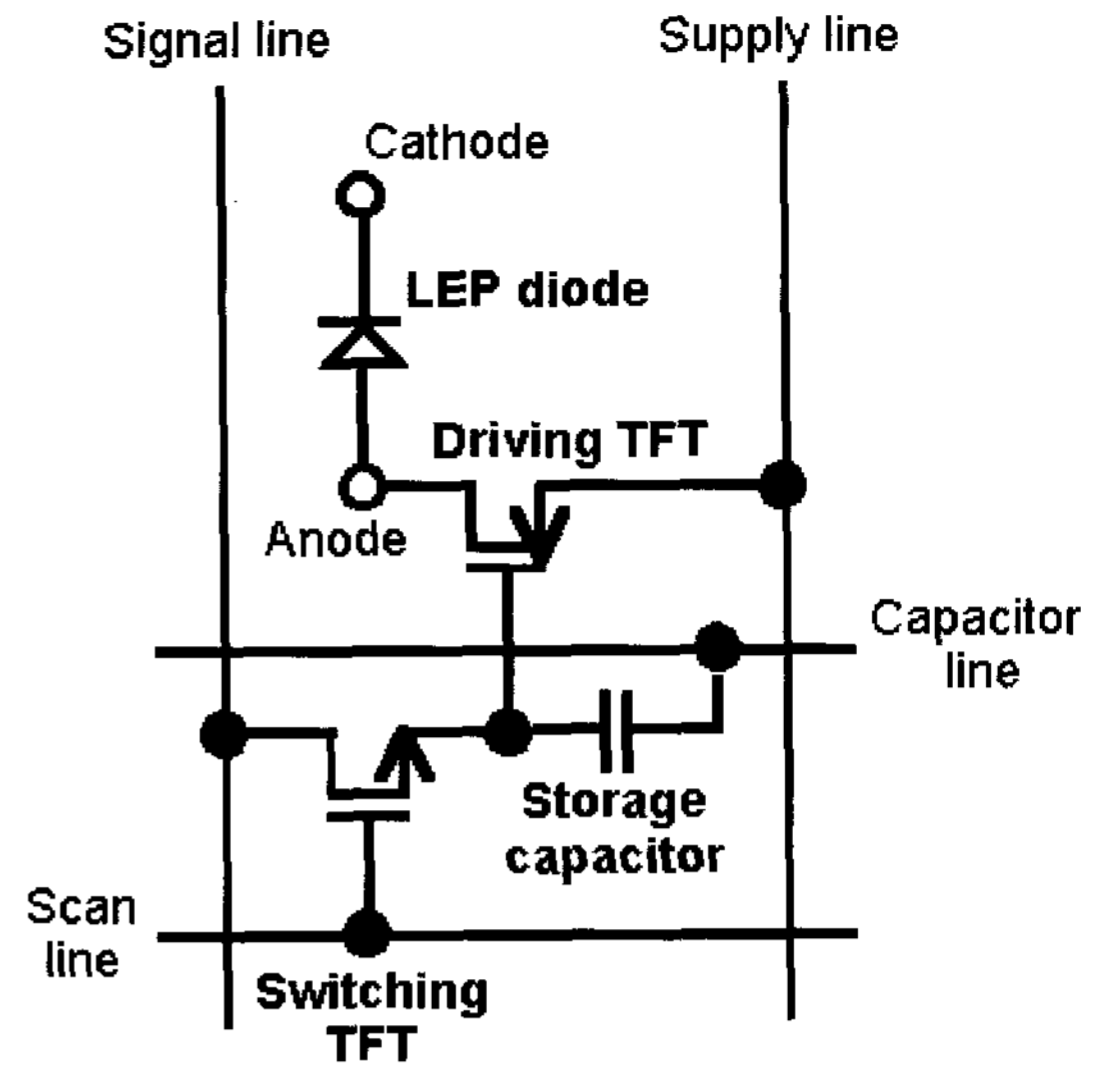 Signal line
Supply line
Cathode
LEP diode
Driving TFT
Anode
Capacitor
line
Storage
capacitor
Scan
line
Switching
TFT